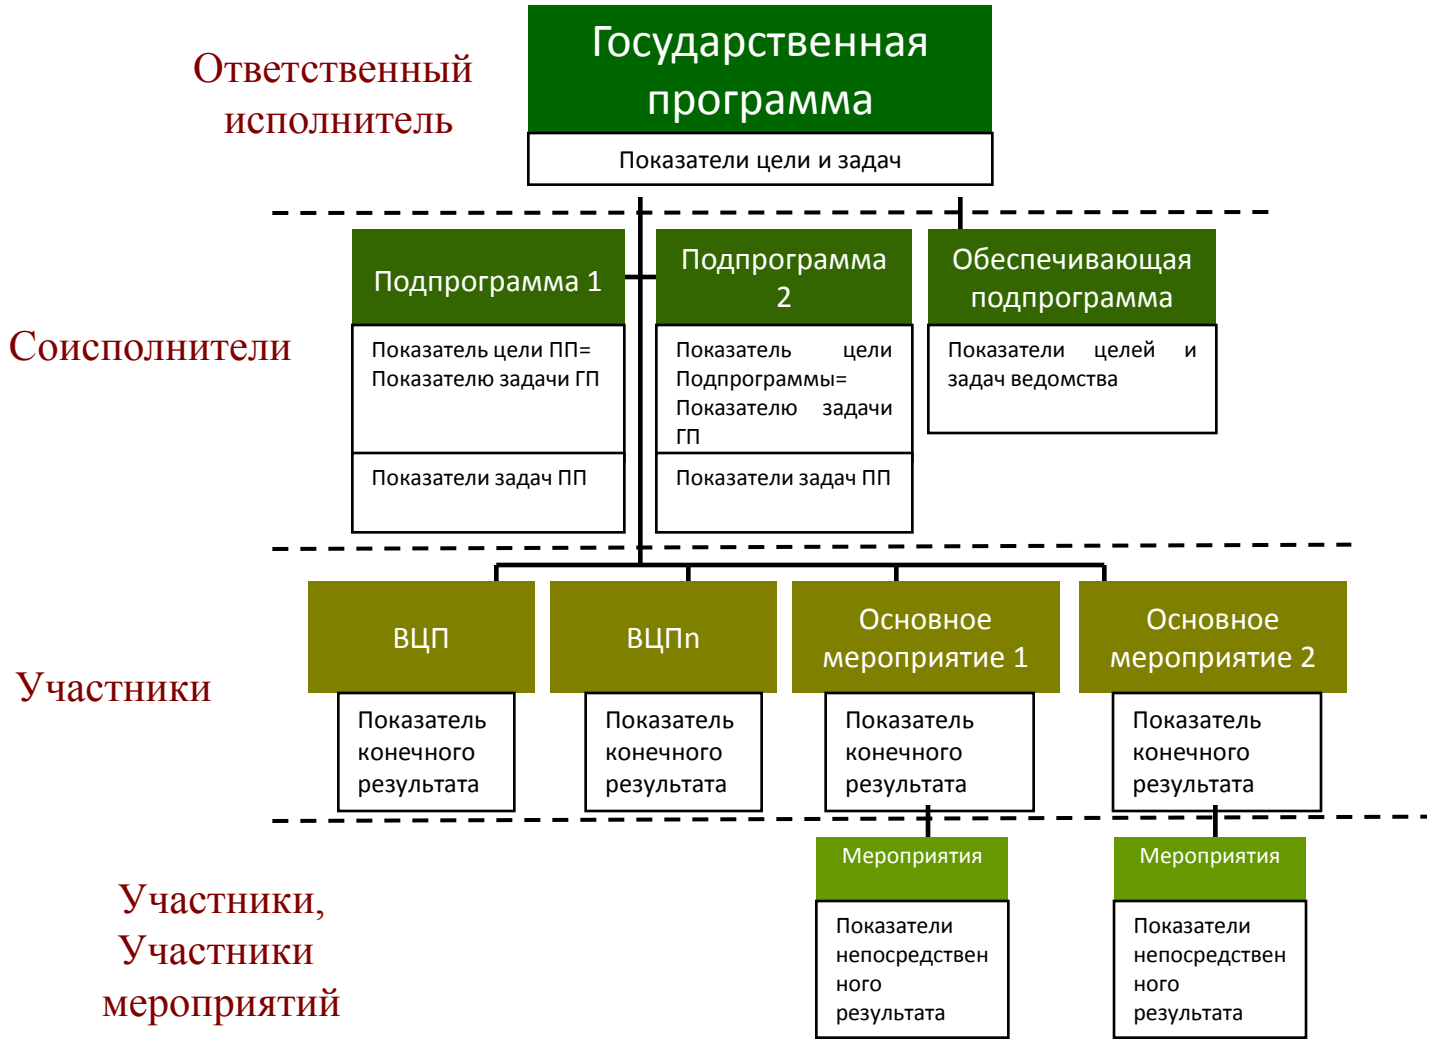 Ответственный
исполнитель
Государственная
программа
Показатели цели и задач
Соисполнители
Подпрограмма 1
Показатель цели ПП=
Показателю задачи ГП
Показатели задач ПП
Подпрограмма
2
Показатель цели
Подпрограммы=
Показателю задачи
ГП
Показатели задач ПП
Обеспечивающая
подпрограмма
Показатели целей и
задач ведомства
Участники
ВЦП
Показатель
конечного
результата
ВЦПn
Показатель
конечного
результата
Основное
мероприятие 1
Показатель
конечного
результата
Основное
мероприятие 2
Показатель
конечного
результата
Участники,
Участники
мероприятий
Мероприятия
Показатели
непосредствен
ного
результата
Мероприятия
Показатели
непосредствен
ного
результата